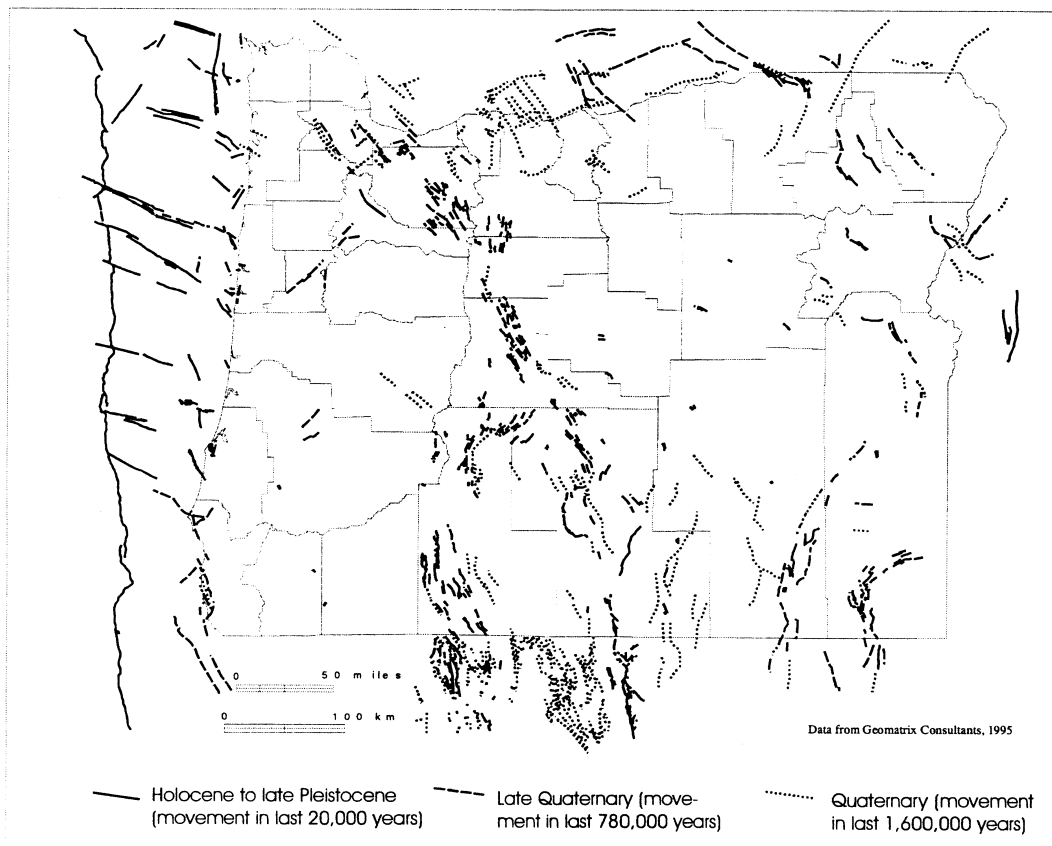 0 50 miles
0 100 km
Data from Geomatrix Consultants, 1995
Holocene to late Pleistocene
(movement in last 20,000 years)
Late Quaternary (move-
ment in last 780,000 years)
Quaternary (movement
in last 1,600,000 years)